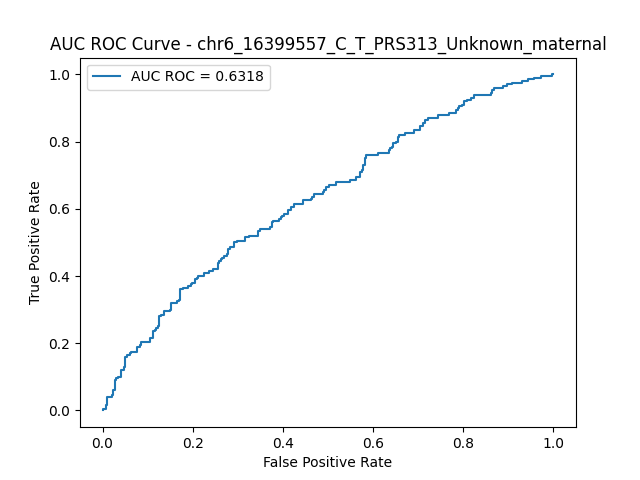 AUC ROC Curve - chr6_16399557_C_T_PRS313_Unknown_maternal
AUC ROC = 0.6318
1.0
0.8
0.6
0.4
0.2
0.0
True Positive Rate
0.0 0.2 0.4 0.6 0.8 1.0
False Positive Rate